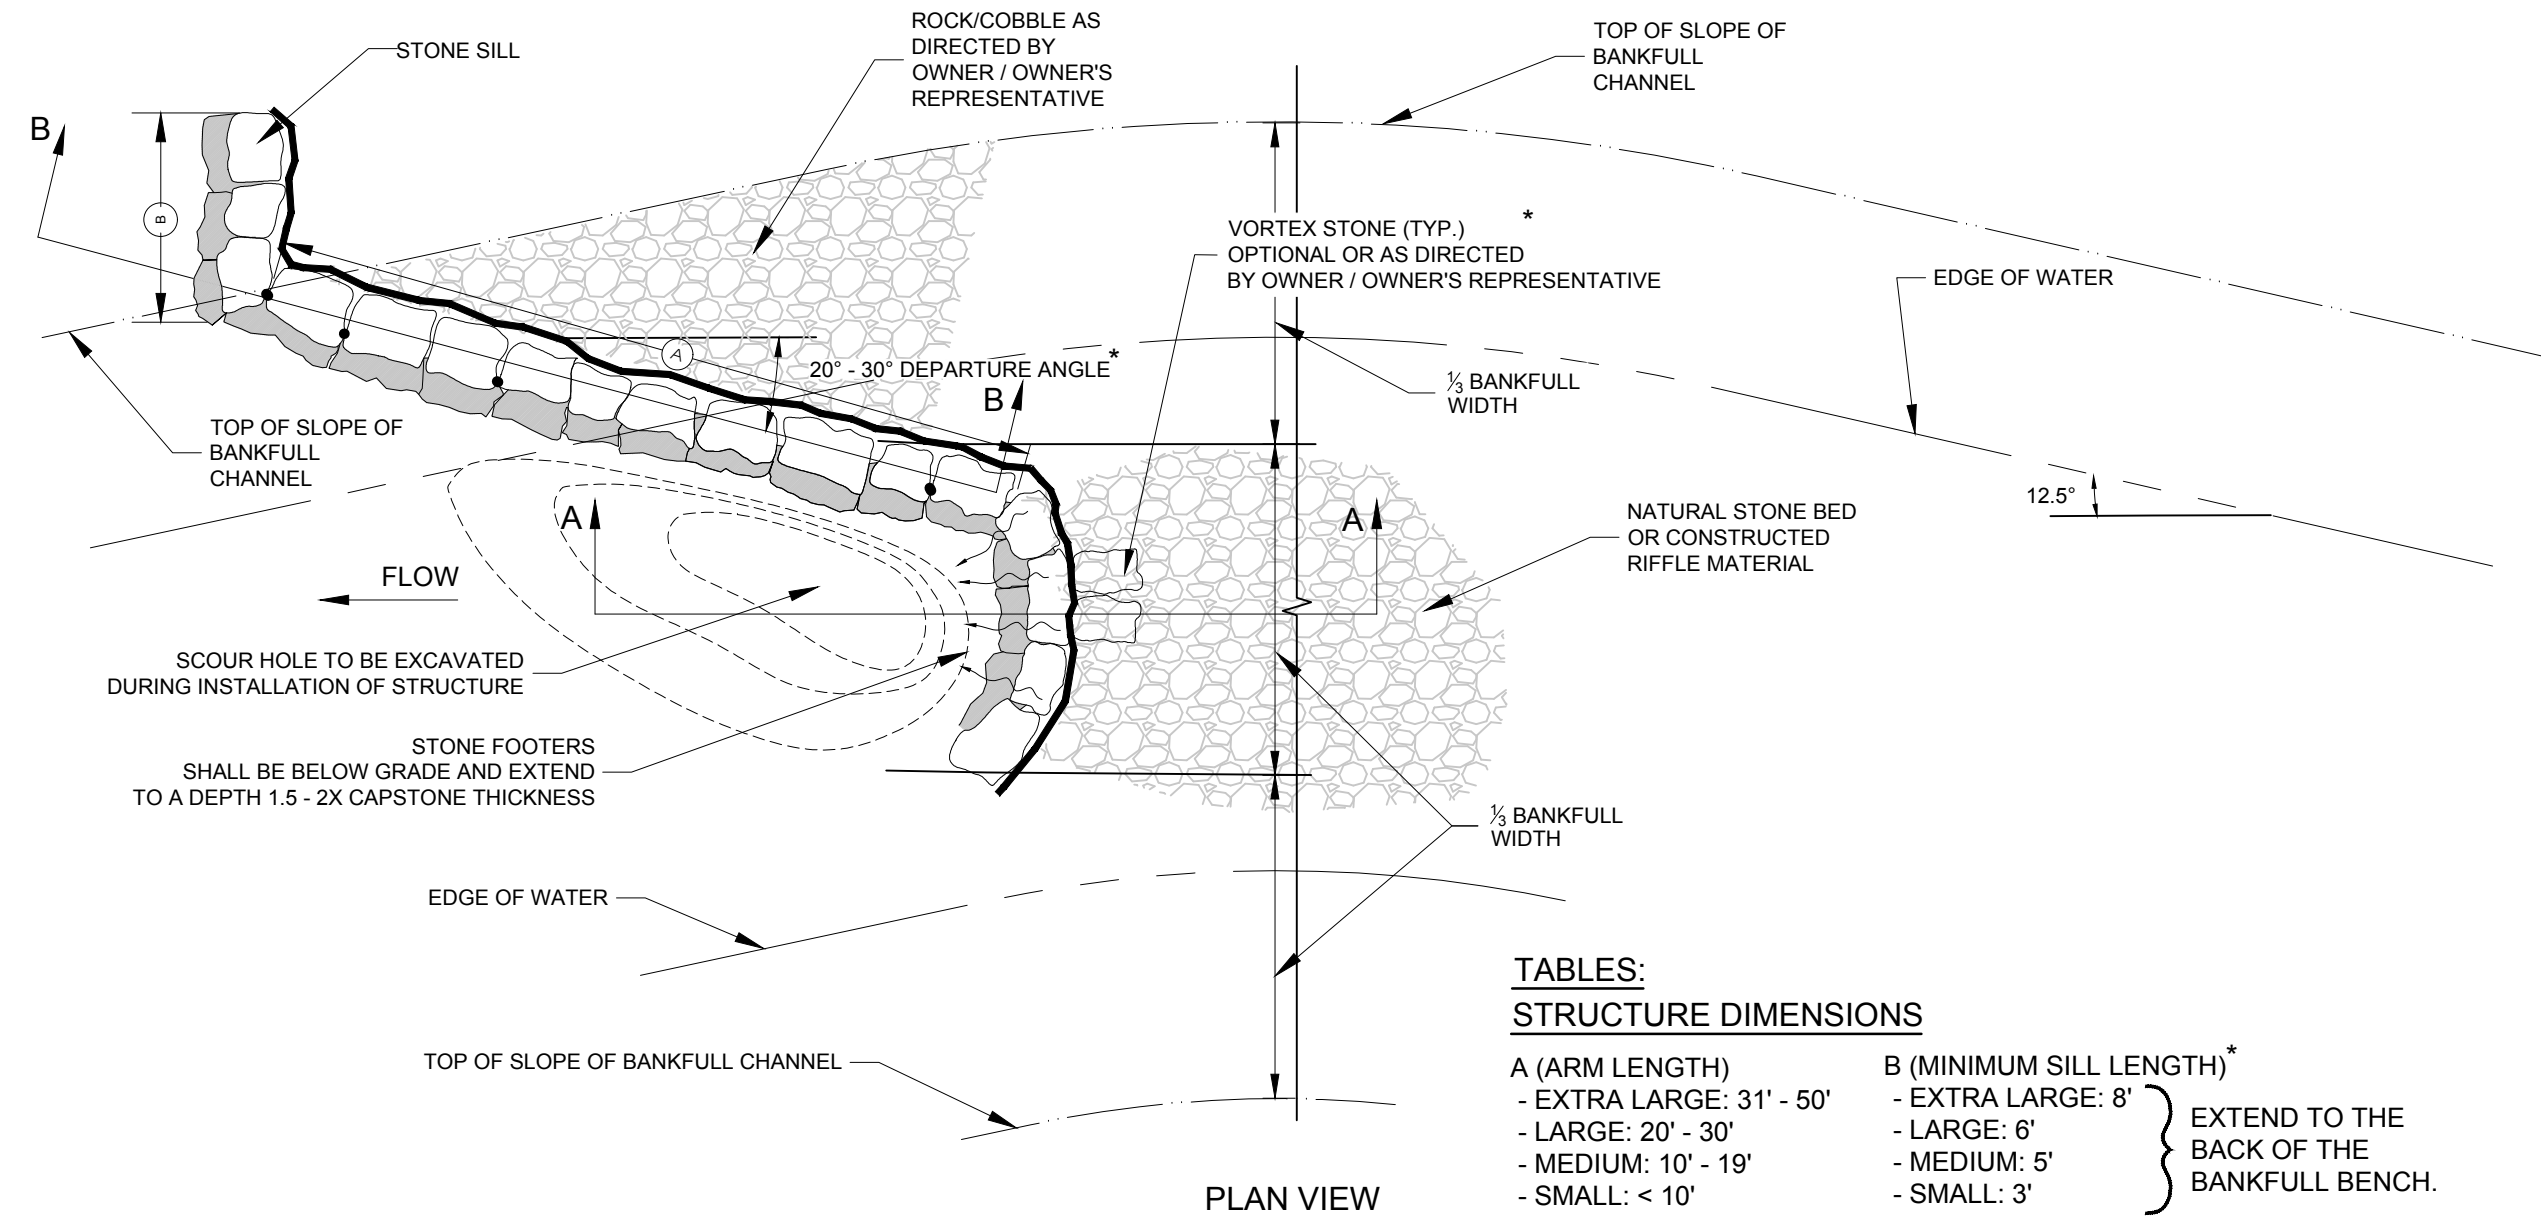 STONE SILL
ROCK/COBBLE AS
DIRECTED BY
OWNER / OWNER'S
REPRESENTATIVE
TOP OF SLOPE OF
BANKFULL
CHANNEL
B
B
VORTEX STONE (TYP.) *
OPTIONAL OR AS DIRECTED
BY OWNER / OWNER'S REPRESENTATIVE
EDGE OF WATER
A
20° - 30° DEPARTURE ANGLE*
B
⅓ BANKFULL
WIDTH
TOP OF SLOPE OF
BANKFULL
CHANNEL
12.5°
A
A
NATURAL STONE BED
OR CONSTRUCTED
RIFFLE MATERIAL
FLOW
SCOUR HOLE TO BE EXCAVATED
DURING INSTALLATION OF STRUCTURE
STONE FOOTERS
SHALL BE BELOW GRADE AND EXTEND
TO A DEPTH 1.5 - 2X CAPSTONE THICKNESS
⅓ BANKFULL
WIDTH
EDGE OF WATER
TOP OF SLOPE OF BANKFULL CHANNEL
TABLES:
STRUCTURE DIMENSIONS
A (ARM LENGTH)
- EXTRA LARGE: 31' - 50'
- LARGE: 20' - 30'
- MEDIUM: 10' - 19'
- SMALL: < 10'
B (MINIMUM SILL LENGTH)*
- EXTRA LARGE: 8'
- LARGE: 6'
- MEDIUM: 5'
- SMALL: 3'
EXTEND TO THE
BACK OF THE
BANKFULL BENCH.
PLAN VIEW